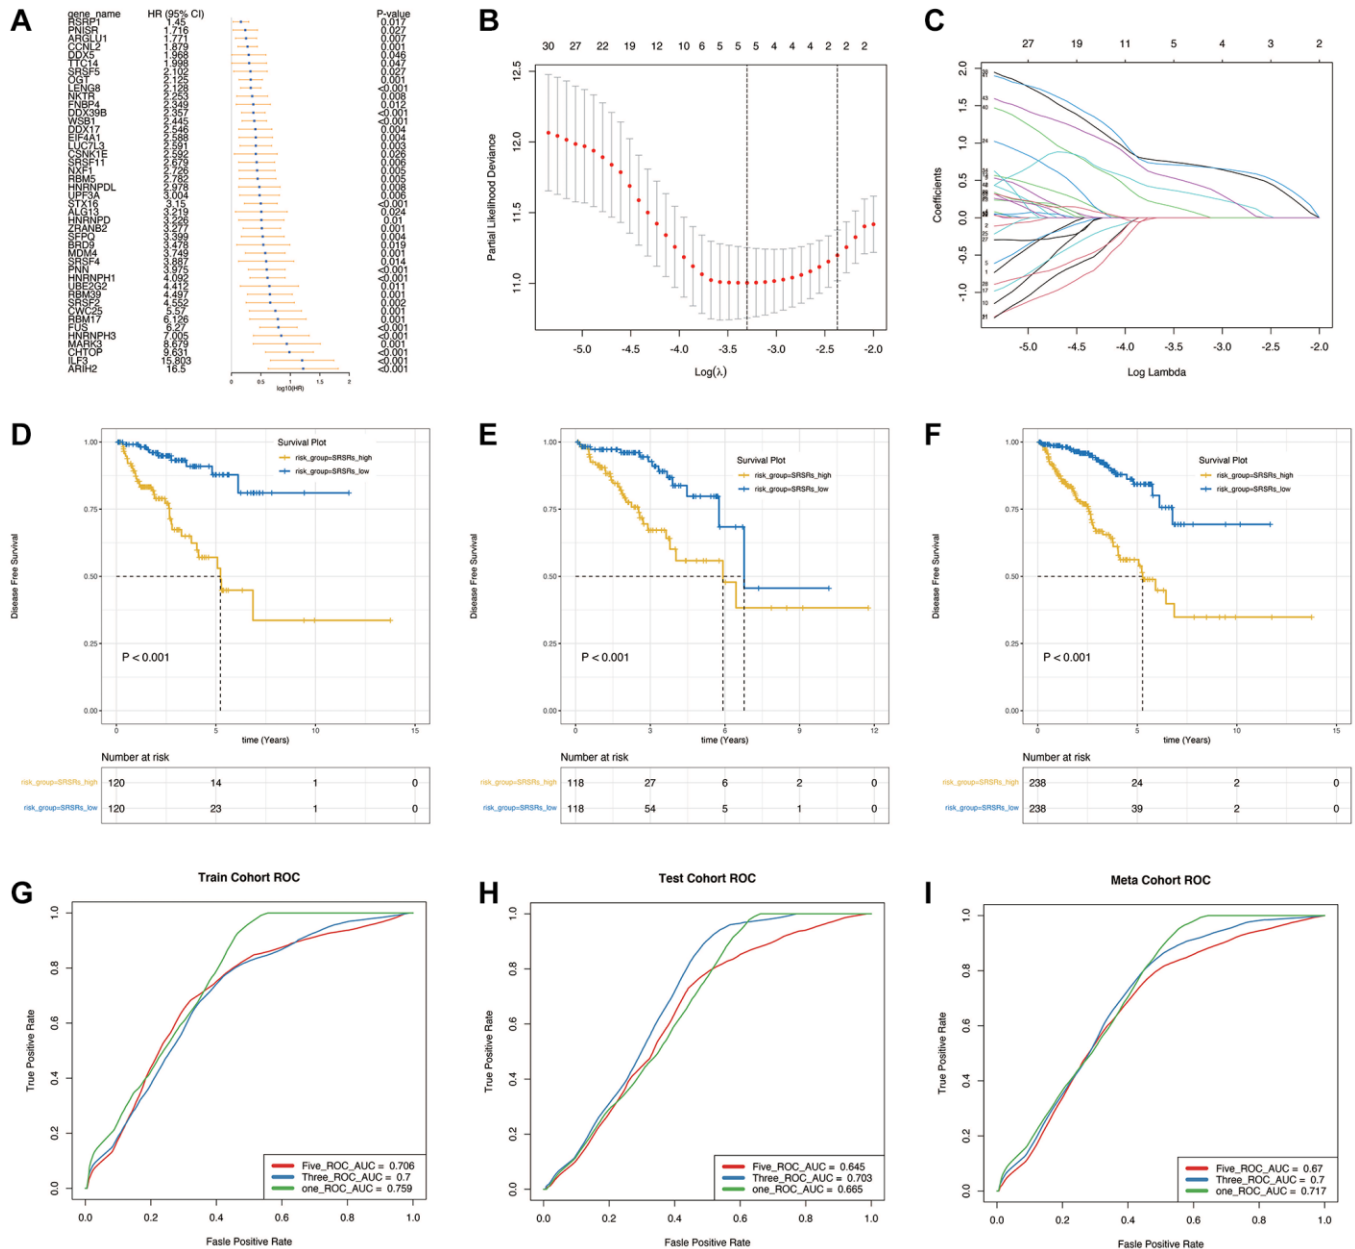 A
gene_name HR (95% CI) P-value
RSRP1 1.45 0.017
PNISR 1.716 0.027
ARGLU1 1.771 0.007
CCNL2 1.879 0.001
DDX5 1.968 0.046
TTC14 1.998 0.047
SRSF5 2.102 0.027
OGT 2.125 0.001
LENG8 2.128 <0.001
NKTR 2.253 0.008
FNBP4 2.349 0.012
DDX39B 2.357 <0.001
WSB1 2.445 <0.001
DDX17 2.546 0.004
EIF4A1 2.588 0.004
LUC7L3 2.591 0.003
CSNK1E 2.592 0.026
SRSF11 2.679 0.006
NXF1 2.726 0.005
RBM5 2.782 0.005
HNRNPDL 2.978 0.008
UPF3A 3.004 0.006
STX16 3.15 <0.001
ALG13 3.219 0.024
HNRNPD 3.226 0.01
ZRANB2 3.277 0.001
SFPQ 3.399 0.004
BRD9 3.478 0.019
MDM4 3.749 0.001
SRSF4 3.887 0.014
PNN 3.975 <0.001
HNRNPH1 4.092 <0.001
UBE2G2 4.412 0.011
RBM39 4.497 0.001
SRSF2 4.552 0.002
CWC25 5.57 0.001
RBM17 6.126 0.001
FUS 6.27 <0.001
HNRNPH3 7.005 <0.001
MARK3 8.679 0.001
CHTOP 9.631 <0.001
ILF3 15.803 <0.001
ARIH2 16.5 <0.001
0 0.5 1 1.5 2
log10(HR)
B
30 27 22 19 12 10 6 5 5 5 4 4 4 2 2 2
12.5
12.0
11.5
11.0
Partial Likelihood Deviance
-5.0 -4.5 -4.0 -3.5 -3.0 -2.5 -2.0
Log(λ)
C
27 19 11 5 4 3 2
2.0
1.5
1.0
0.5
0.0
-0.5
-1.0
Coefficients
43
40
24
2
25
27
5
1
28
17
10
-5.0 -4.5 -4.0 -3.5 -3.0 -2.5 -2.0
Log Lambda
D
Survival Plot
risk_group=SRSRs_high
risk_group=SRSRs_low
1.00
0.75
0.50
0.25
0.00
Disease Free Survival
P < 0.001
0 5 10 15
time (Years)
Number at risk
risk_group=SRSRs_high 120 14 1 0
risk_group=SRSRs_low 120 23 1 0
E
Survival Plot
risk_group=SRSRs_high
risk_group=SRSRs_low
1.00
0.75
0.50
0.25
0.00
Disease Free Survival
P < 0.001
0 3 6 9 12
time (Years)
Number at risk
risk_group=SRSRs_high 118 27 6 2 0
risk_group=SRSRs_low 118 54 5 1 0
F
Survival Plot
risk_group=SRSRs_high
risk_group=SRSRs_low
1.00
0.75
0.50
0.25
0.00
Disease Free Survival
P < 0.001
0 5 10 15
time (Years)
Number at risk
risk_group=SRSRs_high 238 24 2 0
risk_group=SRSRs_low 238 39 2 0
G
Train Cohort ROC
1.0
0.8
0.6
0.4
0.2
0.0
True Positive Rate
Five_ROC_AUC = 0.706
Three_ROC_AUC = 0.7
one_ROC_AUC = 0.759
0.0 0.2 0.4 0.6 0.8 1.0
Fasle Positive Rate
H
Test Cohort ROC
1.0
0.8
0.6
0.4
0.2
0.0
True Positive Rate
Five_ROC_AUC = 0.645
Three_ROC_AUC = 0.703
one_ROC_AUC = 0.665
0.0 0.2 0.4 0.6 0.8 1.0
Fasle Positive Rate
I
Meta Cohort ROC
1.0
0.8
0.6
0.4
0.2
0.0
True Positive Rate
Five_ROC_AUC = 0.67
Three_ROC_AUC = 0.7
one_ROC_AUC = 0.717
0.0 0.2 0.4 0.6 0.8 1.0
Fasle Positive Rate